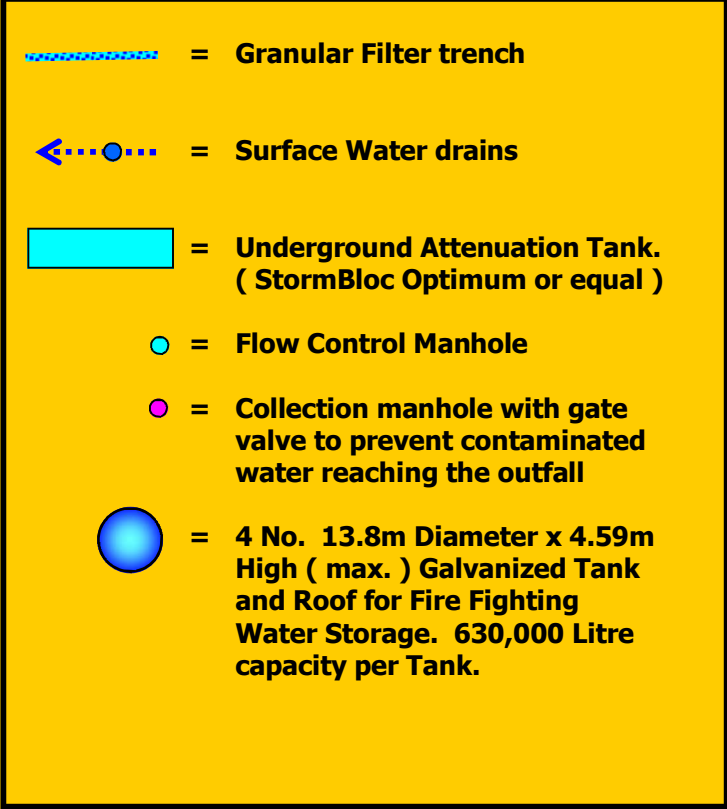 = Granular Filter trench
= Surface Water drains
= Underground Attenuation Tank.
( StormBloc Optimum or equal )
= Flow Control Manhole
= Collection manhole with gate
valve to prevent contaminated
water reaching the outfall
= 4 No. 13.8m Diameter x 4.59m
High ( max. ) Galvanized Tank
and Roof for Fire Fighting
Water Storage. 630,000 Litre
capacity per Tank.